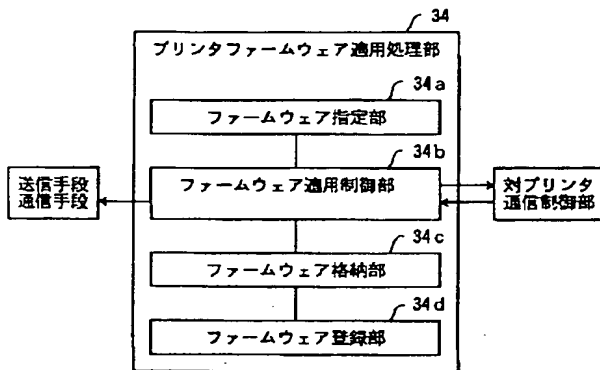 34
プリンタファームウェア適用処理部
34a
ファームウェア指定部
34b
送信手段
通信手段
ファームウェア適用制御部
対プリンタ
通信制御部
34c
ファームウェア格納部
34d
ファームウェア登録部